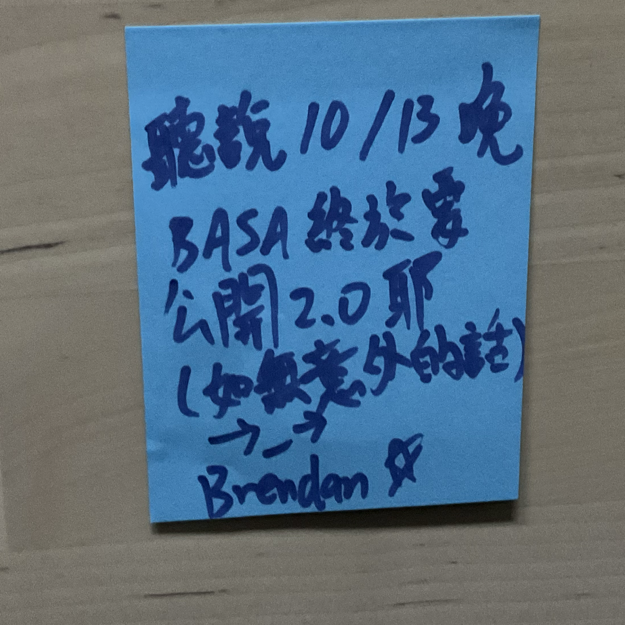 聽說 10/13 晚
BASA 終於要
公開 2.0 耶
(如無意外的話)
→_→
Brendan ☆